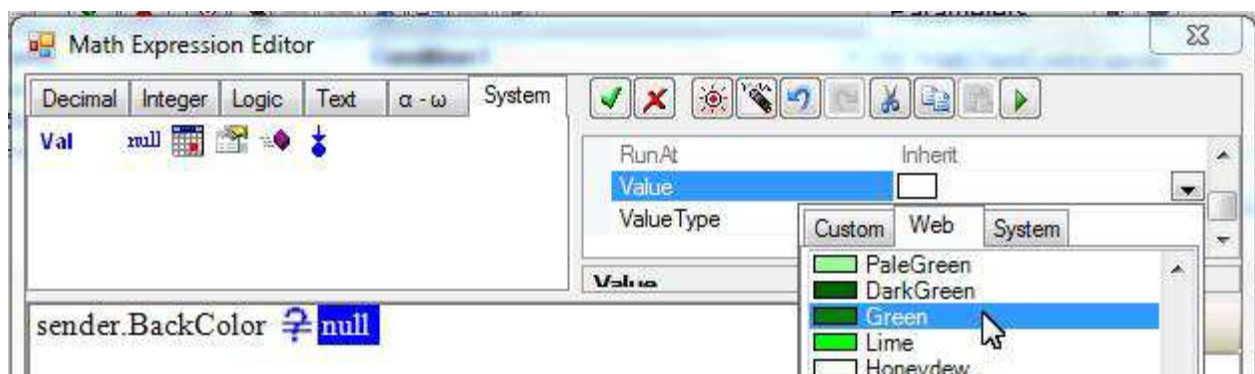 Math Expression Editor
Decimal Integer Logic Text α - ω System
Val null
RunAt Inherit
Value
ValueType
Custom Web System
PaleGreen
DarkGreen
Green
Lime
Honeydew
Value
sender.BackColor ≟ null